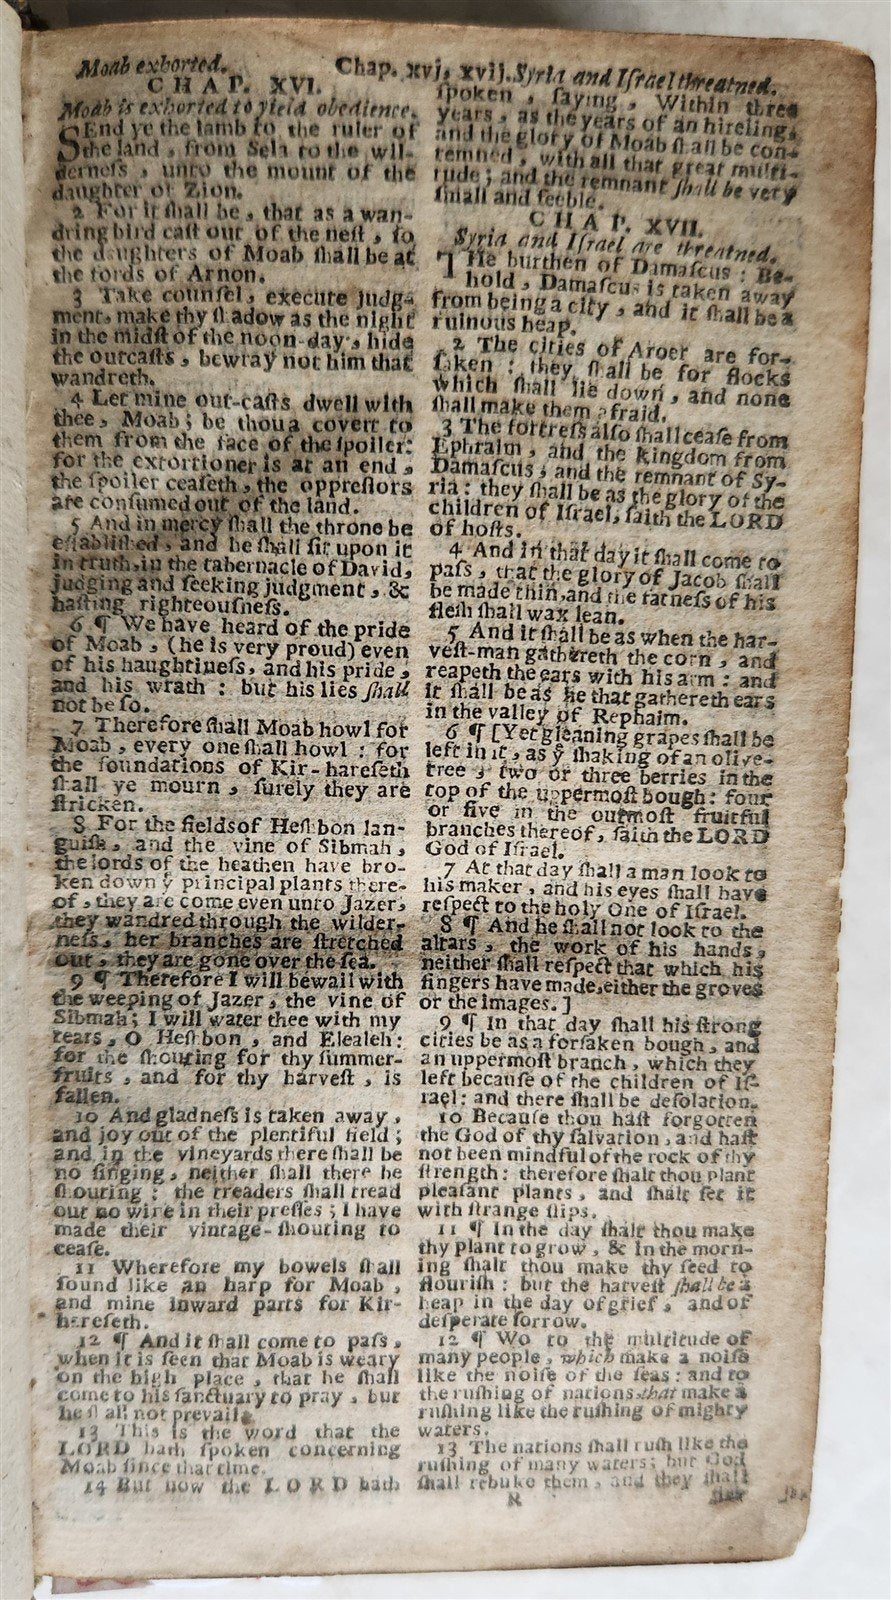 Moab exhorted. Chap. xvj. xvij. Syria and Iſrael threatned.
CHAP. XVI.
Moab is exhorted to yield obedience.
SEnd ye the lamb to the ruler of
the land, from Sela to the wil-
derneſs, unto the mount of the
daughter of Zion.
2 For it ſhall be, that as a wan-
dring bird caſt out of the neſt, ſo
the daughters of Moab ſhall be at
the fords of Arnon.
3 Take counſel, execute judg-
ment, make thy ſhadow as the night
in the midſt of the noon-day, hide
the outcaſts, bewray not him that
wandreth.
4 Let mine out-caſts dwell with
thee, Moab; be thou a covert to
them from the face of the ſpoiler:
for the extortioner is at an end,
the ſpoiler ceaſeth, the oppreſſors
are conſumed out of the land.
5 And in mercy ſhall the throne be
eſtabliſhed, and he ſhall ſit upon it
in truth, in the tabernacle of David,
judging and ſeeking judgment, &
haſting righteouſneſs.
6 ¶ We have heard of the pride
of Moab, (he is very proud) even
of his haughtineſs, and his pride,
and his wrath: but his lies ſhall
not be ſo.
7 Therefore ſhall Moab howl for
Moab, every one ſhall howl: for
the foundations of Kir-hareſeth
ſhall ye mourn, ſurely they are
ſtricken.
8 For the fields of Heſhbon lan-
guiſh, and the vine of Sibmah,
the lords of the heathen have bro-
ken down ẏ principal plants there-
of, they are come even unto Jazer,
they wandred through the wilder-
neſs, her branches are ſtretched
out, they are gone over the ſea.
9 ¶ Therefore I will bewail with
the weeping of Jazer, the vine of
Sibmah; I will water thee with my
tears, O Heſhbon, and Elealeh:
for the ſhouting for thy ſummer-
fruits, and for thy harveſt, is
fallen.
10 And gladneſs is taken away,
and joy out of the plentiful field;
and in the vineyards there ſhall be
no ſinging, neither ſhall there be
ſhouting: the treaders ſhall tread
out no wine in their preſſes; I have
made their vintage-ſhouting to
ceaſe.
11 Wherefore my bowels ſhall
ſound like an harp for Moab,
and mine inward parts for Kir-
hareſeth.
12 ¶ And it ſhall come to paſs,
when it is ſeen that Moab is weary
on the high place, that he ſhall
come to his ſanctuary to pray, but
he ſhall not prevail.
13 This is the word that the
LORD hath ſpoken concerning
Moab ſince that time.
14 But now the LORD hath
ſpoken, ſaying, Within three
years, as the years of an hireling,
and the glory of Moab ſhall be con-
temned, with all that great multi-
tude; and the remnant ſhall be very
ſmall and feeble.
CHAP. XVII.
Syria and Iſrael are threatned.
THe burthen of Damaſcus: Be-
hold, Damaſcus is taken away
from being a city, and it ſhall be a
ruinous heap.
2 The cities of Aroer are for-
ſaken: they ſhall be for flocks
which ſhall lie down, and none
ſhall make them afraid.
3 The fortreſs alſo ſhall ceaſe from
Ephraim, and the kingdom from
Damaſcus, and the remnant of Sy-
ria: they ſhall be as the glory of the
children of Iſrael, ſaith the LORD
of hoſts.
4 And in that day it ſhall come to
paſs, that the glory of Jacob ſhall
be made thin, and the fatneſs of his
fleſh ſhall wax lean.
5 And it ſhall be as when the har-
veſt-man gathereth the corn, and
reapeth the ears with his arm: and
it ſhall be as he that gathereth ears
in the valley of Rephaim.
6 ¶ [Yet gleaning grapes ſhall be
left in it, as ẏ ſhaking of an olive-
tree, two or three berries in the
top of the uppermoſt bough: four
or five in the outmoſt fruitful
branches thereof, ſaith the LORD
God of Iſrael.
7 At that day ſhall a man look to
his maker, and his eyes ſhall have
reſpect to the holy One of Iſrael.
8 ¶ And he ſhall not look to the
altars, the work of his hands,
neither ſhall reſpect that which his
fingers have made, either the groves
or the images.]
9 ¶ In that day ſhall his ſtrong
cities be as a forſaken bough, and
an uppermoſt branch, which they
left becauſe of the children of Iſ-
rael: and there ſhall be deſolation.
10 Becauſe thou haſt forgotten
the God of thy ſalvation, and haſt
not been mindful of the rock of thy
ſtrength: therefore ſhalt thou plant
pleaſant plants, and ſhalt ſet it
with ſtrange ſlips.
11 ¶ In the day ſhalt thou make
thy plant to grow, & in the morn-
ing ſhalt thou make thy ſeed to
flouriſh: but the harveſt ſhall be a
heap in the day of grief, and of
deſperate ſorrow.
12 ¶ Wo to the multitude of
many people, which make a noiſe
like the noiſe of the ſeas: and to
the ruſhing of nations that make a
ruſhing like the ruſhing of mighty
waters.
13 The nations ſhall ruſh like the
ruſhing of many waters: but God
ſhall rebuke them, and they ſhall
R